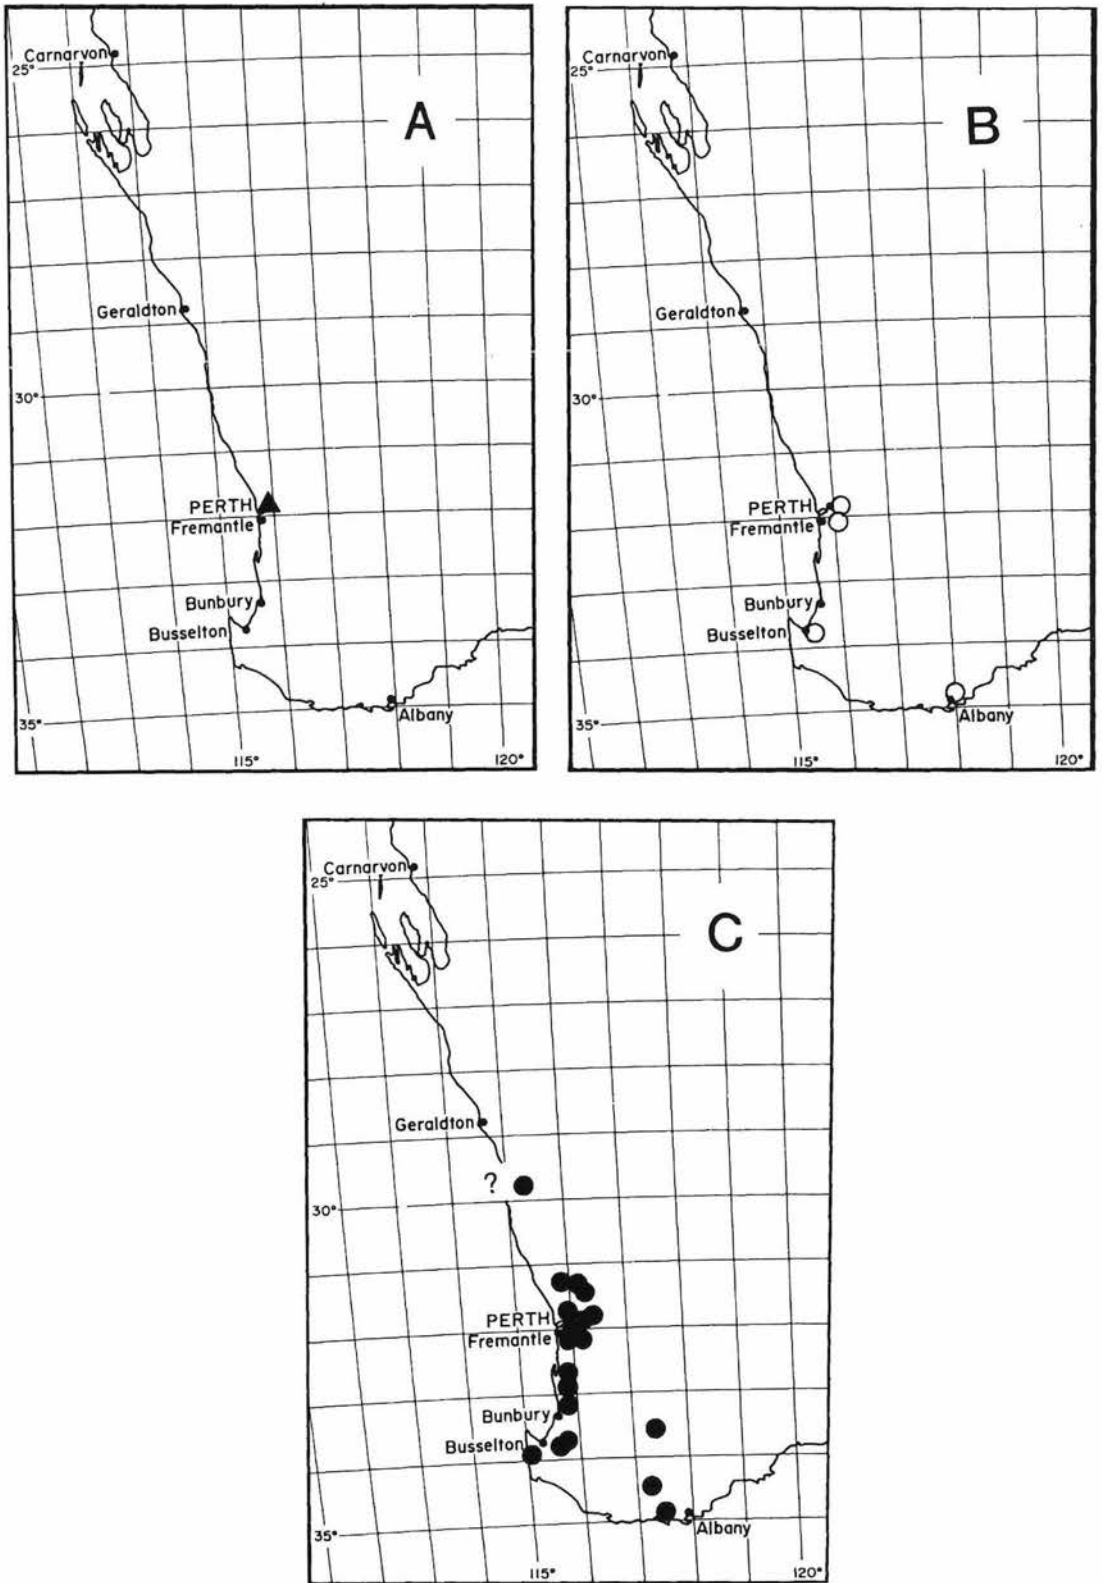 Carnarvon
25°
A
Geraldton
30°
PERTH
Fremantle
Bunbury
Busselton
Albany
35°
115°
120°
Carnarvon
25°
B
Geraldton
30°
PERTH
Fremantle
Bunbury
Busselton
Albany
35°
115°
120°
Carnarvon
25°
C
Geraldton
?
30°
PERTH
Fremantle
Bunbury
Busselton
Albany
35°
115°
120°